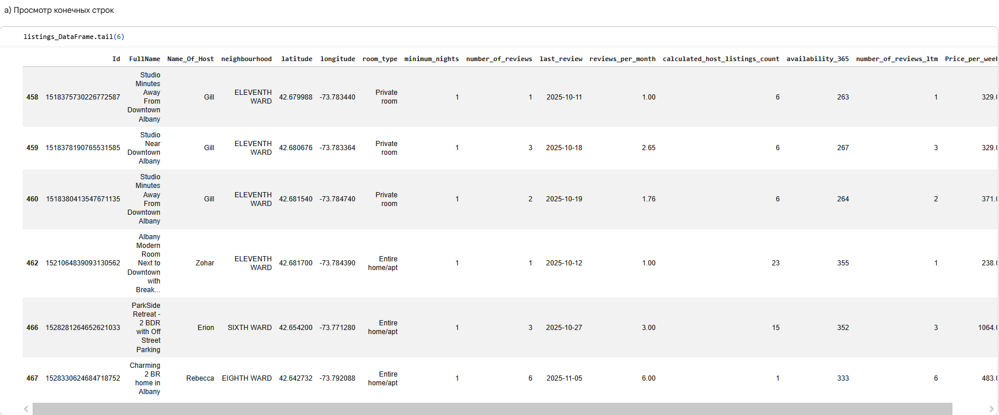 а) Просмотр конечных строк
listings_DataFrame.tail(6)
Id FullName Name_Of_Host neighbourhood latitude longitude room_type minimum_nights number_of_reviews last_review reviews_per_month calculated_host_listings_count availability_365 number_of_reviews_ltm Price_per_week
458 1518375730226772587 Studio Minutes Away From Downtown Albany Gill ELEVENTH WARD 42.679988 -73.783440 Private room 1 1 2025-10-11 1.00 6 263 1 329.0
459 1518378190765531585 Studio Near Downtown Albany Gill ELEVENTH WARD 42.680676 -73.783364 Private room 1 3 2025-10-18 2.65 6 267 3 329.0
460 1518380413547671135 Studio Minutes Away From Downtown Albany Gill ELEVENTH WARD 42.681540 -73.784740 Private room 1 2 2025-10-19 1.76 6 264 2 371.0
462 1521064839093130562 Albany Modern Room Next to Downtown with Break... Zohar ELEVENTH WARD 42.681700 -73.784390 Entire home/apt 1 1 2025-10-12 1.00 23 355 1 238.0
466 1528281264652621033 ParkSide Retreat - 2 BDR with Off Street Parking Erion SIXTH WARD 42.654200 -73.771280 Entire home/apt 1 3 2025-10-27 3.00 15 352 3 1064.0
467 1528330624684718752 Charming 2 BR home in Albany Rebecca EIGHTH WARD 42.642732 -73.792088 Entire home/apt 1 6 2025-11-05 6.00 1 333 6 483.0